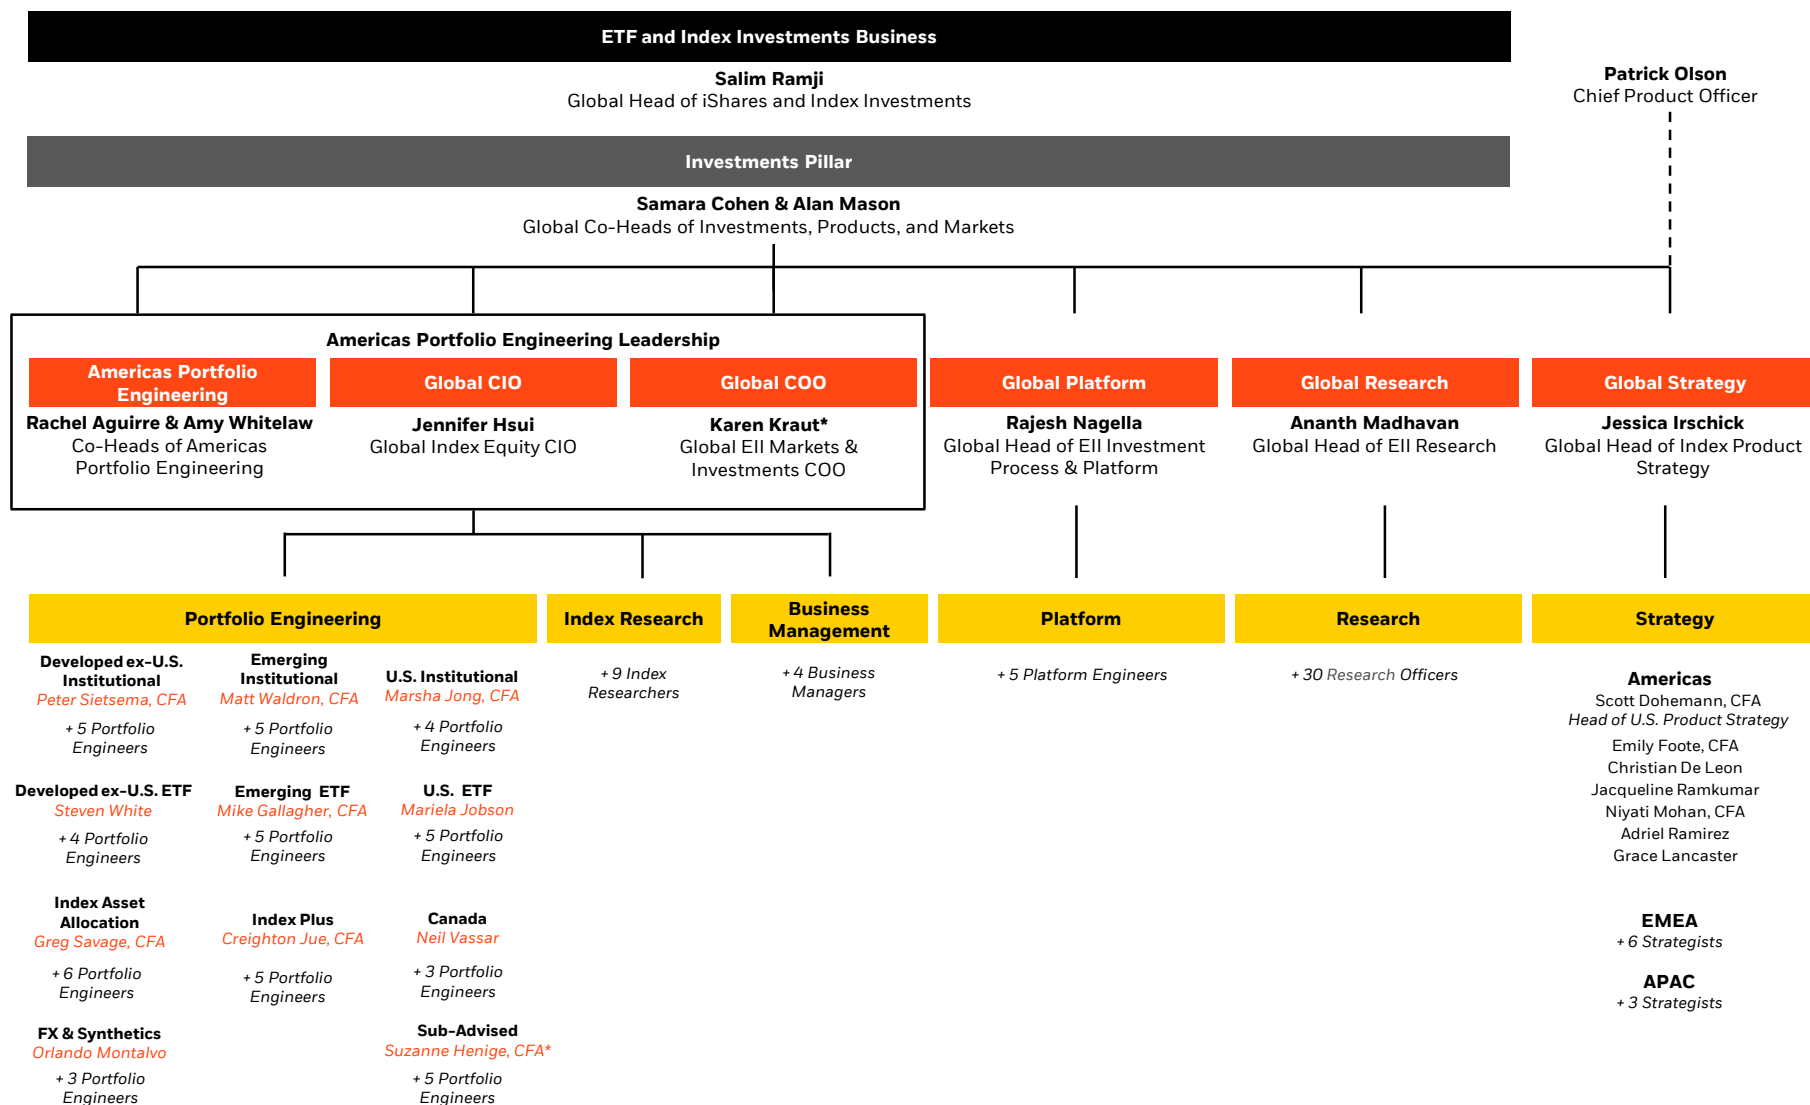 ETF and Index Investments Business
Salim Ramji
Global Head of iShares and Index Investments
Patrick Olson
Chief Product Officer
Investments Pillar
Samara Cohen & Alan Mason
Global Co-Heads of Investments, Products, and Markets
Americas Portfolio Engineering Leadership
Americas Portfolio
Engineering
Rachel Aguirre & Amy Whitelaw
Co-Heads of Americas
Portfolio Engineering
Global CIO
Jennifer Hsui
Global Index Equity CIO
Global COO
Karen Kraut*
Global EII Markets &
Investments COO
Global Platform
Rajesh Nagella
Global Head of EII Investment
Process & Platform
Global Research
Ananth Madhavan
Global Head of EII Research
Global Strategy
Jessica Irschick
Global Head of Index Product
Strategy
Portfolio Engineering
Developed ex-U.S.
Institutional
Peter Sietsema, CFA
+ 5 Portfolio
Engineers
Emerging
Institutional
Matt Waldron, CFA
+ 5 Portfolio
Engineers
U.S. Institutional
Marsha Jong, CFA
+ 4 Portfolio
Engineers
Developed ex-U.S. ETF
Steven White
+ 4 Portfolio
Engineers
Emerging ETF
Mike Gallagher, CFA
+ 5 Portfolio
Engineers
U.S. ETF
Mariela Jobson
+ 5 Portfolio
Engineers
Index Asset
Allocation
Greg Savage, CFA
+ 6 Portfolio
Engineers
Index Plus
Creighton Jue, CFA
+ 5 Portfolio
Engineers
Canada
Neil Vassar
+ 3 Portfolio
Engineers
FX & Synthetics
Orlando Montalvo
+ 3 Portfolio
Engineers
Sub-Advised
Suzanne Henige, CFA*
+ 5 Portfolio
Engineers
Index Research
+ 9 Index
Researchers
Business
Management
+ 4 Business
Managers
Platform
+ 5 Platform Engineers
Research
+ 30 Research Officers
Strategy
Americas
Scott Dohemann, CFA
Head of U.S. Product Strategy
Emily Foote, CFA
Christian De Leon
Jacqueline Ramkumar
Niyati Mohan, CFA
Adriel Ramirez
Grace Lancaster
EMEA
+ 6 Strategists
APAC
+ 3 Strategists